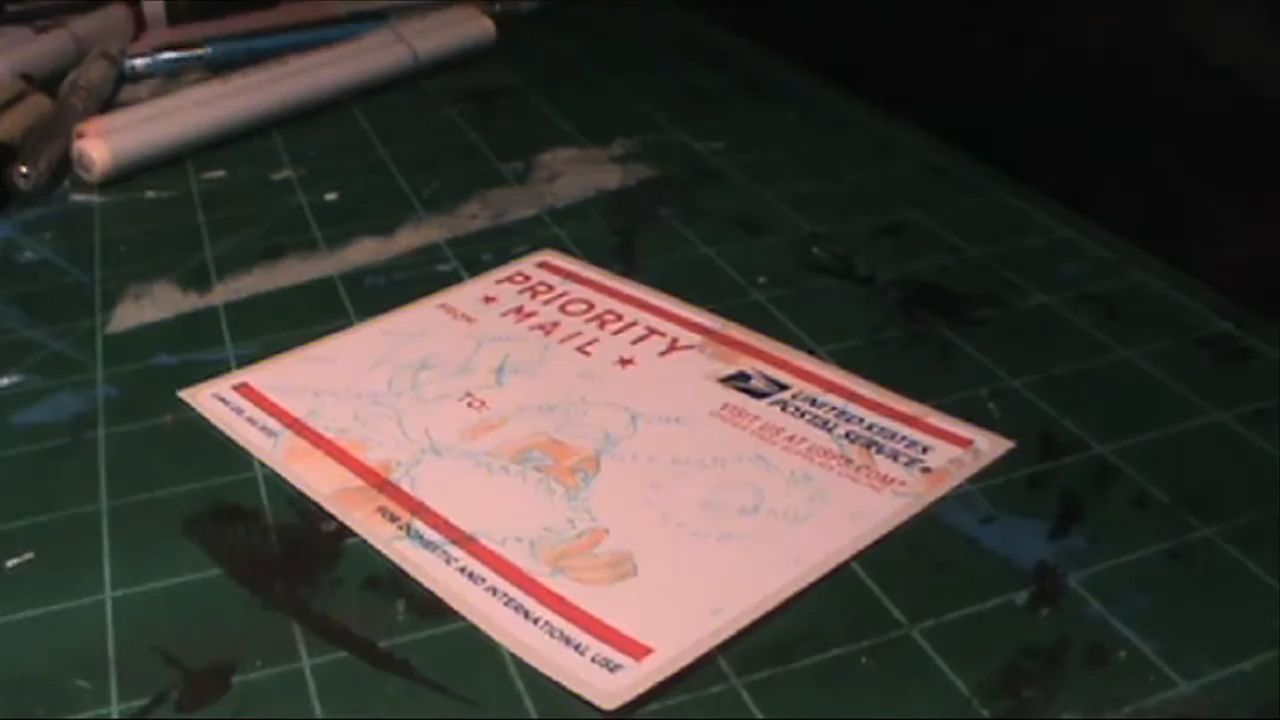 PRIORITY
★ MAIL ★
FROM:
TO:
UNITED STATES
POSTAL SERVICE®
VISIT US AT USPS.COM®
FOR DOMESTIC AND INTERNATIONAL USE